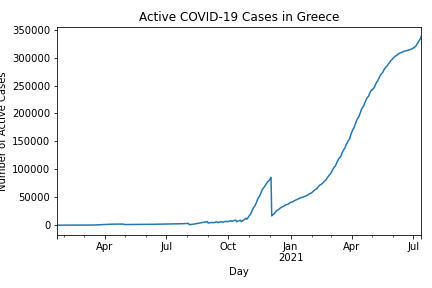 Active COVID-19 Cases in Greece
Number of Active Cases
350000
300000
250000
200000
150000
100000
50000
0
Apr Jul Oct Jan Apr Jul
2021
Day